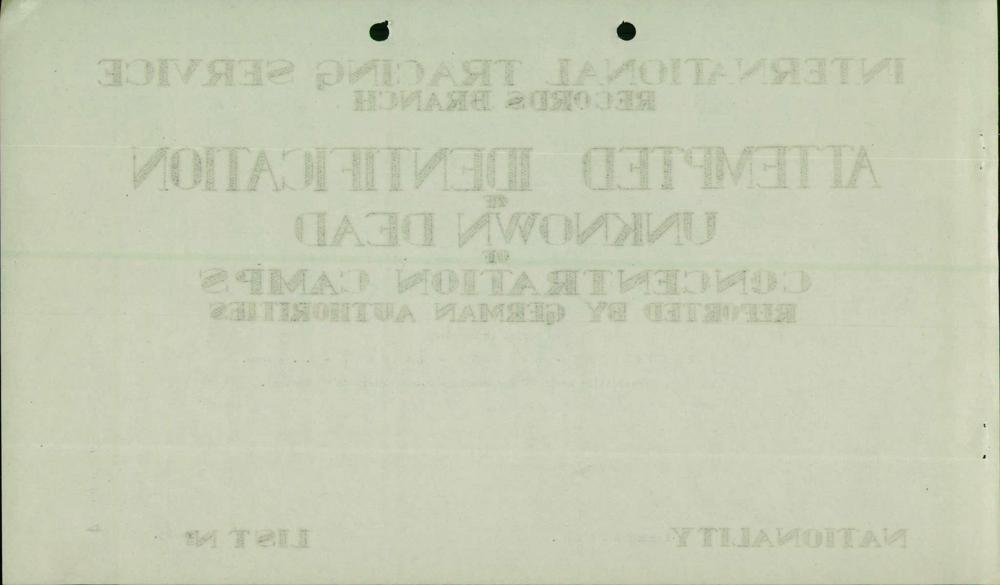 INTERNATIONAL TRACING SERVICE
RECORDS BRANCH
ATTEMPTED IDENTIFICATION
OF
UNKNOWN DEAD
OF
CONCENTRATION CAMPS
REPORTED BY GERMAN AUTHORITIES
NATIONALITY LIST Nº